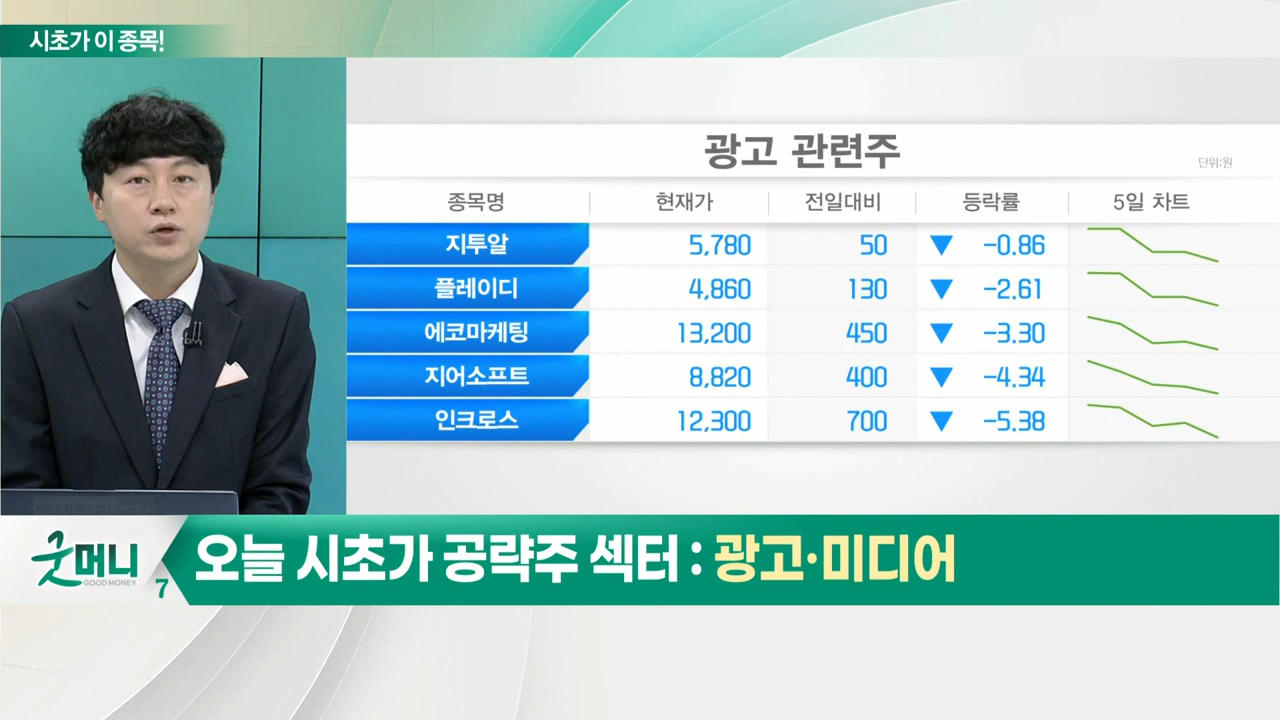 시초가 이 종목!
광고 관련주
단위:원
종목명 현재가 전일대비 등락률 5일 차트
지투알 5,780 50 ▼ -0.86
플레이디 4,860 130 ▼ -2.61
에코마케팅 13,200 450 ▼ -3.30
지어소프트 8,820 400 ▼ -4.34
인크로스 12,300 700 ▼ -5.38
굿머니
GOOD MONEY
7
오늘 시초가 공략주 섹터 : 광고·미디어